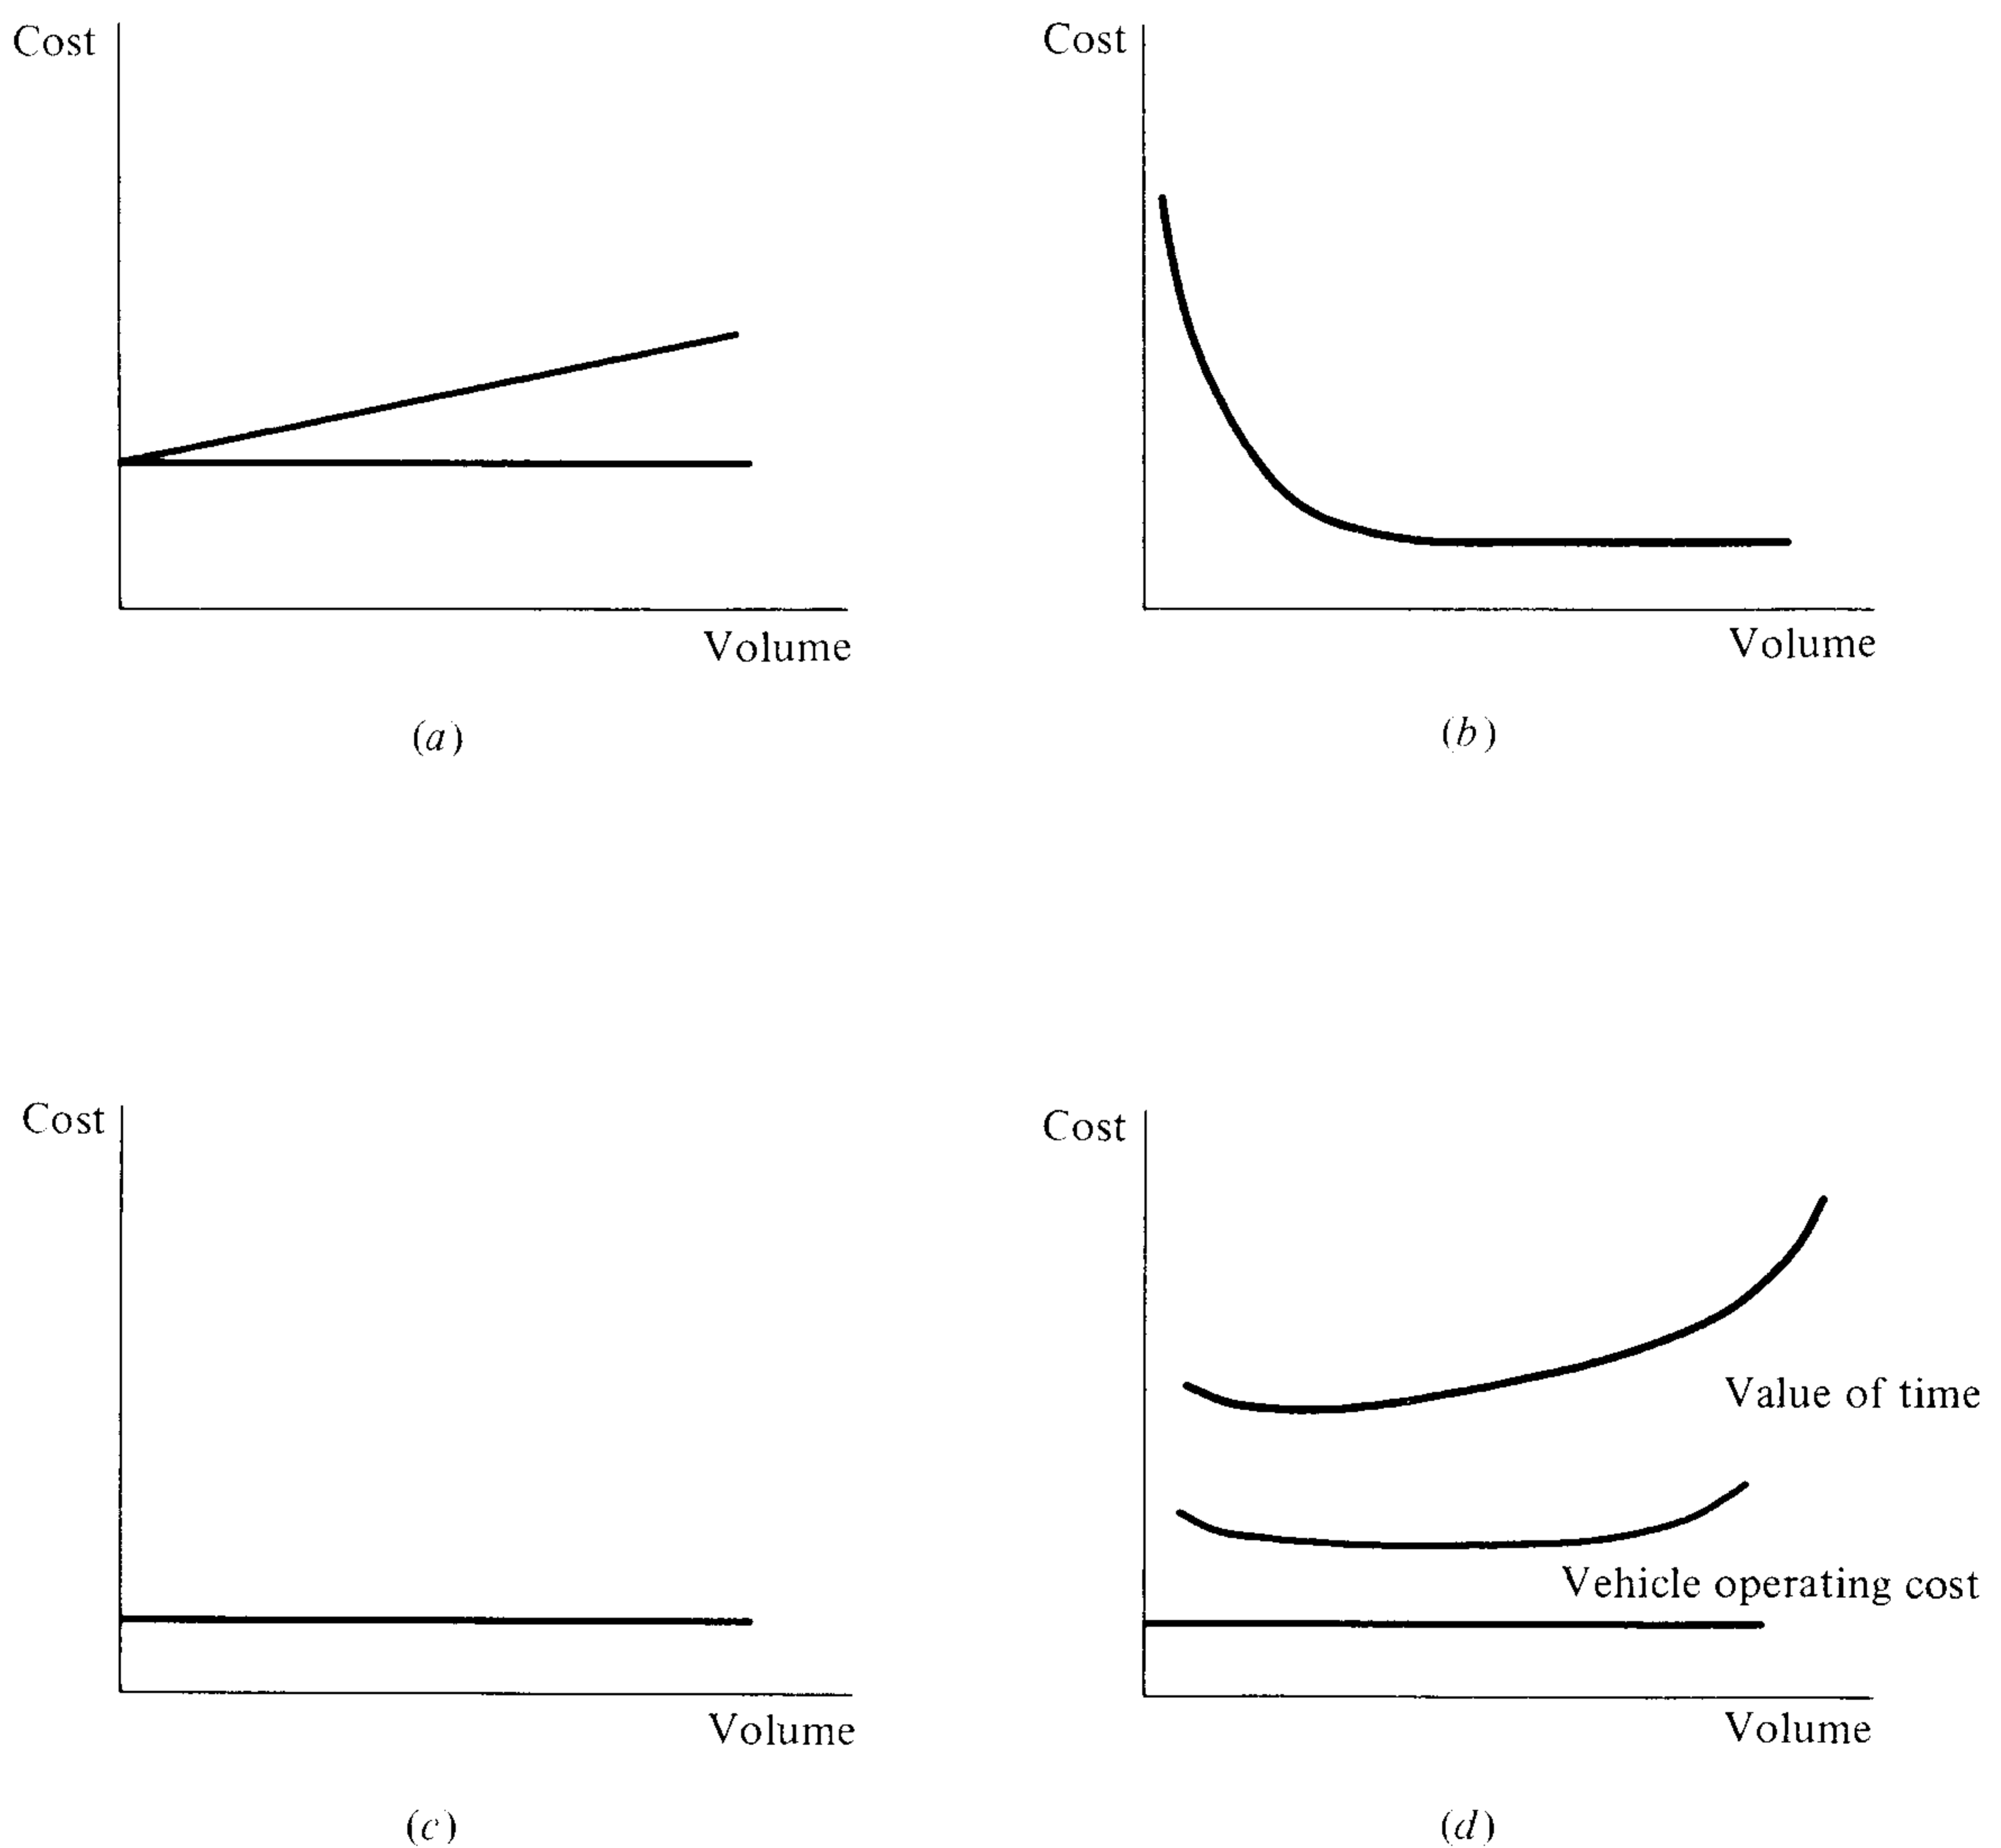 Cost
Volume
(a)
Cost
Volume
(b)
Cost
Volume
(c)
Cost
Value of time
Vehicle operating cost
Volume
(d)